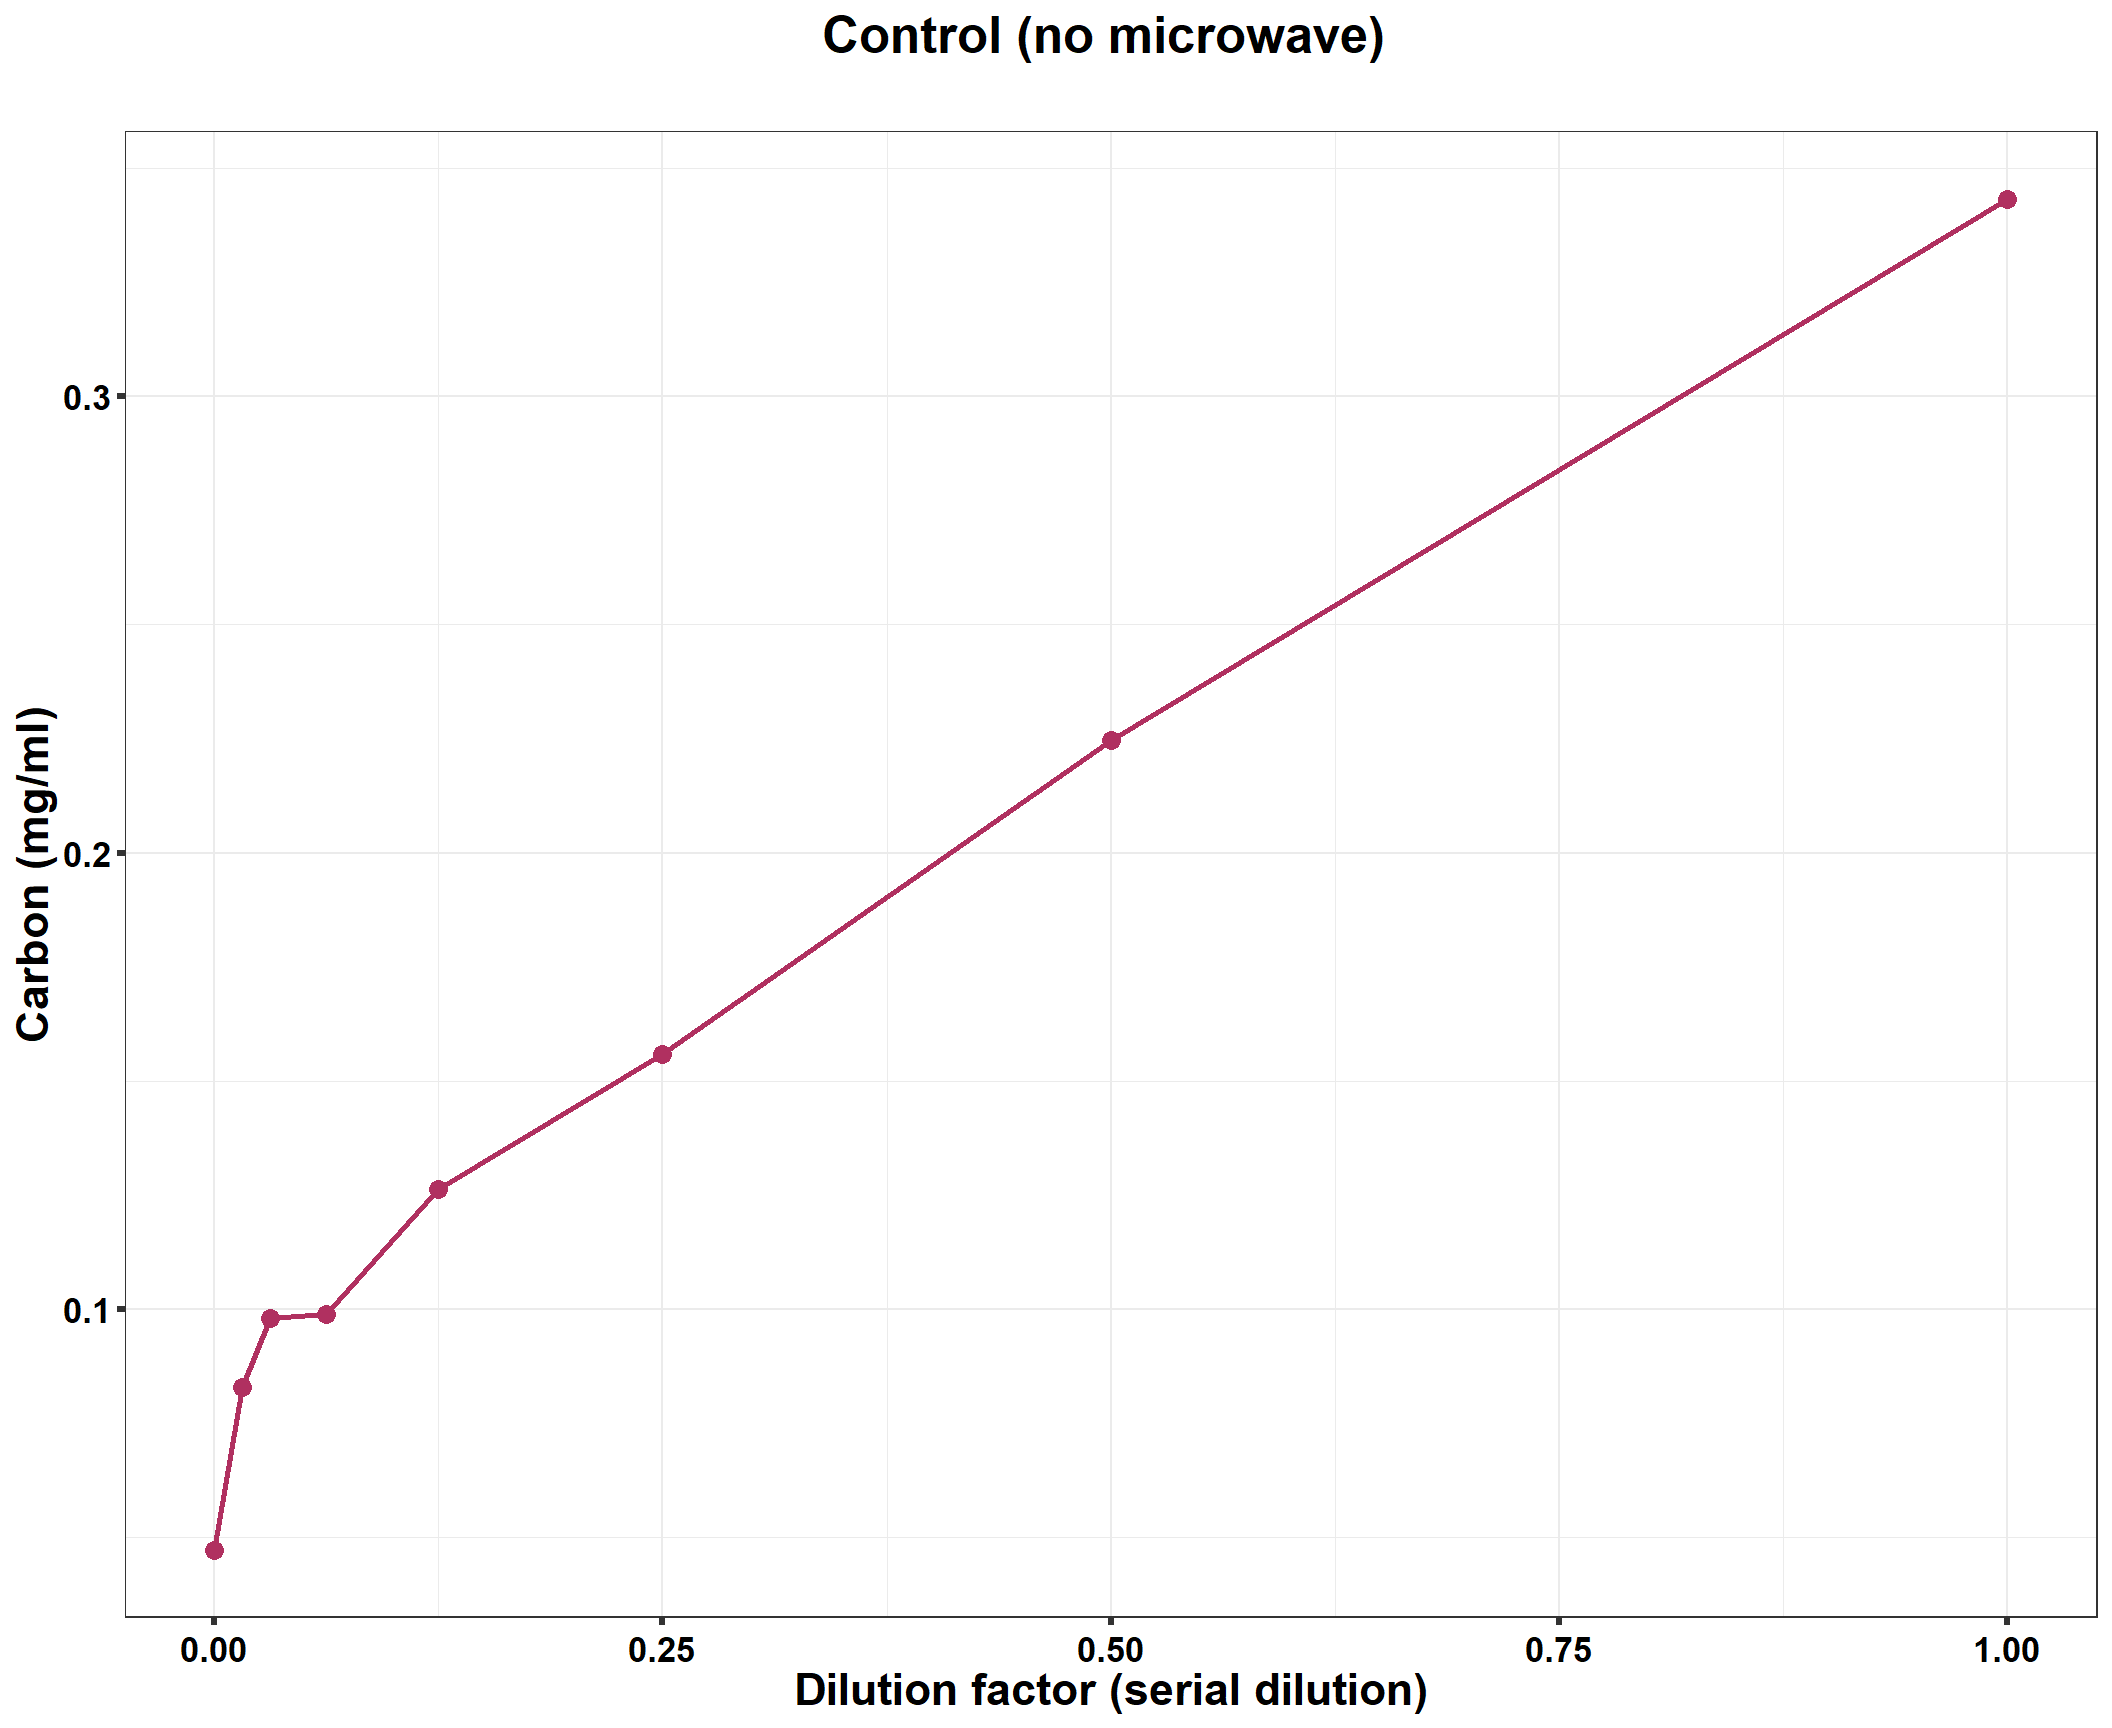 Control (no microwave)
Carbon (mg/ml)
0.3
0.2
0.1
0.00
0.25
0.50
0.75
1.00
Dilution factor (serial dilution)